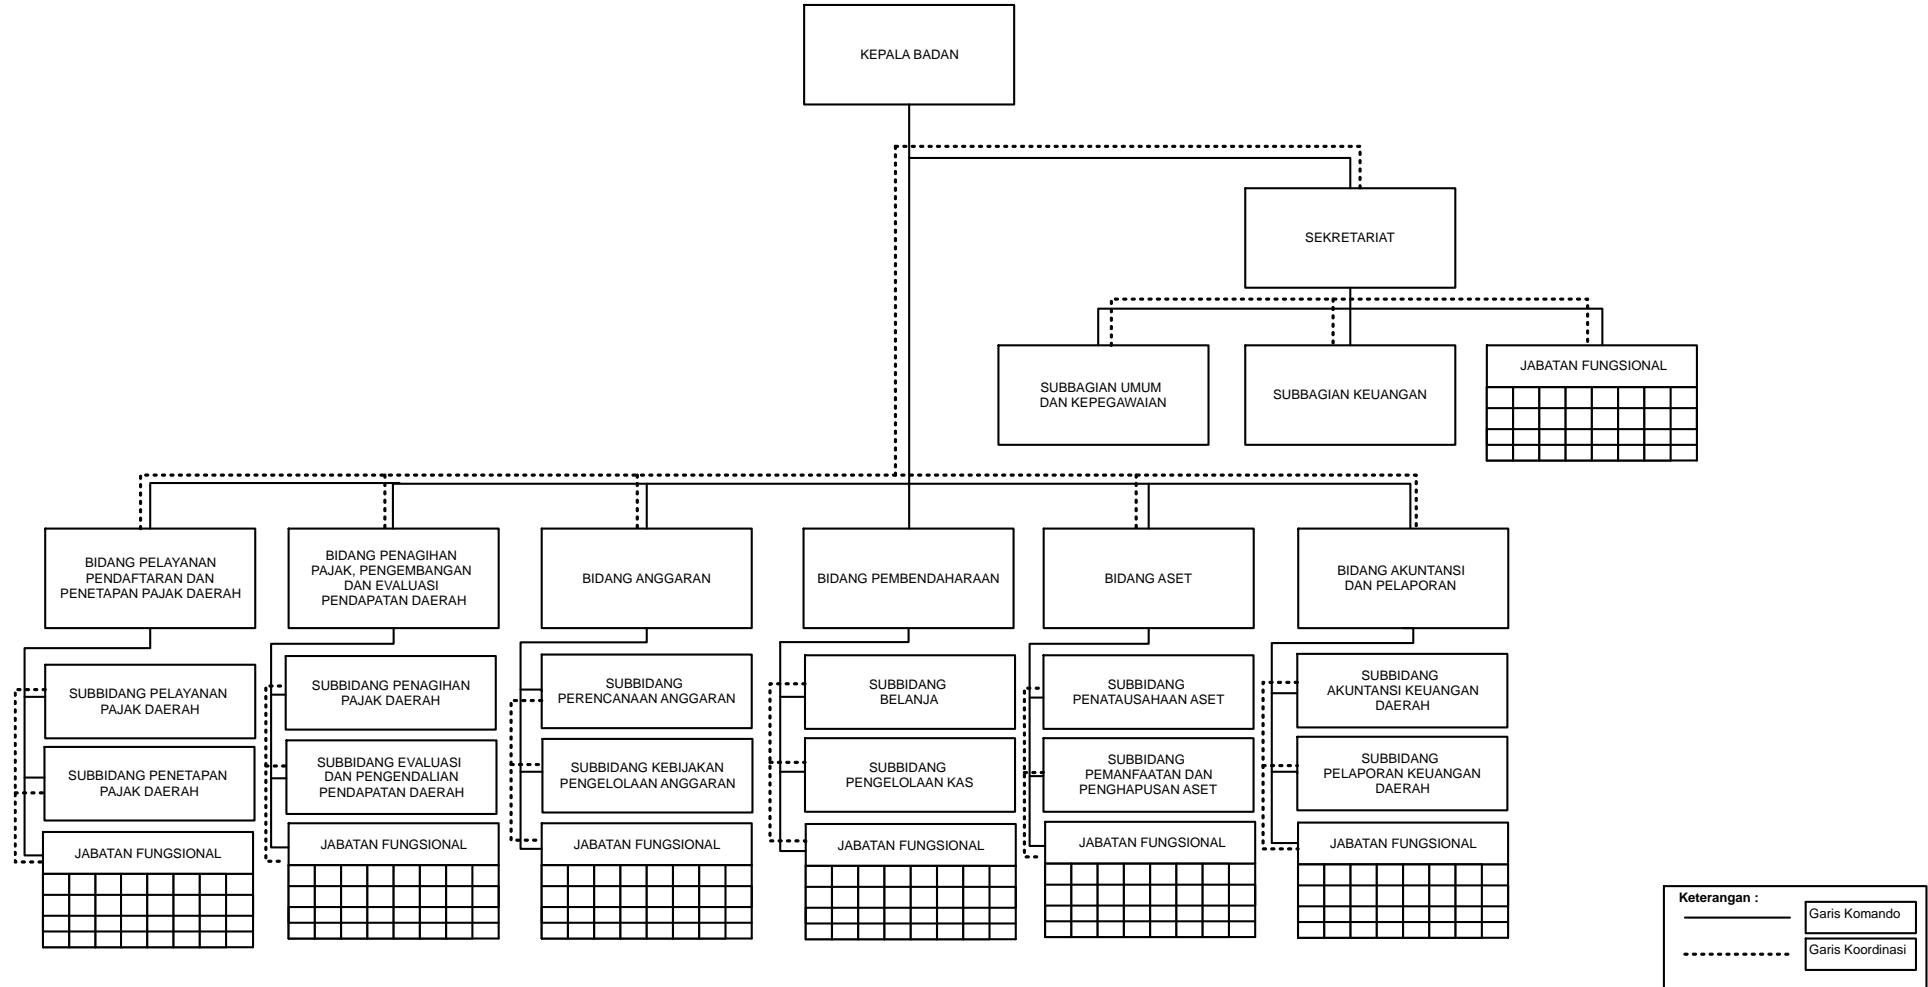 KEPALA BADAN
SEKRETARIAT
SUBBAGIAN UMUM
DAN KEPEGAWAIAN
SUBBAGIAN KEUANGAN
JABATAN FUNGSIONAL
BIDANG PELAYANAN
PENDAFTARAN DAN
PENETAPAN PAJAK DAERAH
BIDANG PENAGIHAN
PAJAK, PENGEMBANGAN
DAN EVALUASI
PENDAPATAN DAERAH
BIDANG ANGGARAN
BIDANG PEMBENDAHARAAN
BIDANG ASET
BIDANG AKUNTANSI
DAN PELAPORAN
SUBBIDANG PELAYANAN
PAJAK DAERAH
SUBBIDANG PENAGIHAN
PAJAK DAERAH
SUBBIDANG
PERENCANAAN ANGGARAN
SUBBIDANG
BELANJA
SUBBIDANG
PENATAUSAHAAN ASET
SUBBIDANG
AKUNTANSI KEUANGAN
DAERAH
SUBBIDANG PENETAPAN
PAJAK DAERAH
SUBBIDANG EVALUASI
DAN PENGENDALIAN
PENDAPATAN DAERAH
SUBBIDANG KEBIJAKAN
PENGELOLAAN ANGGARAN
SUBBIDANG
PENGELOLAAN KAS
SUBBIDANG
PEMANFAATAN DAN
PENGHAPUSAN ASET
SUBBIDANG
PELAPORAN KEUANGAN
DAERAH
JABATAN FUNGSIONAL
JABATAN FUNGSIONAL
JABATAN FUNGSIONAL
JABATAN FUNGSIONAL
JABATAN FUNGSIONAL
JABATAN FUNGSIONAL
Keterangan :
Garis Komando
Garis Koordinasi